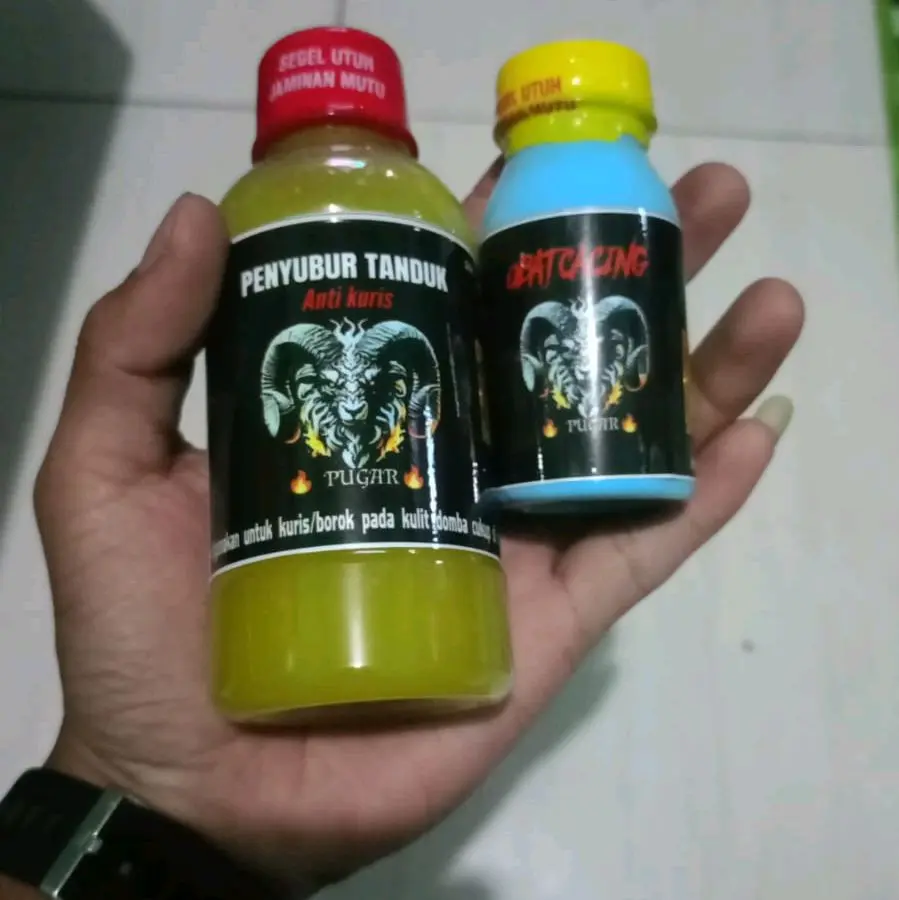 SEGEL UTUH
JAMINAN MUTU
PENYUBUR TANDUK
Anti kuris
PUGAR
untuk kuris/borok pada kulit domba
UTUH
MUTU
OBAT CACING
PUGAR